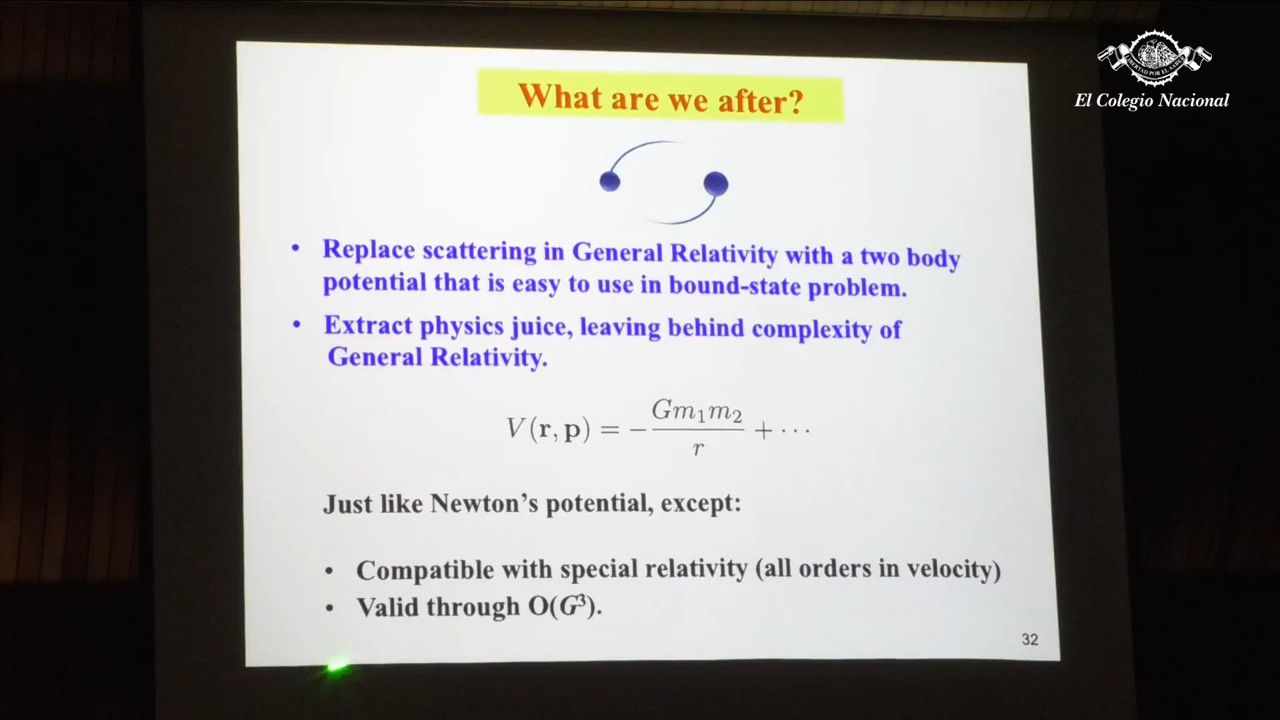 What are we after?
El Colegio Nacional
• Replace scattering in General Relativity with a two body
potential that is easy to use in bound-state problem.
• Extract physics juice, leaving behind complexity of
General Relativity.
V(r, p) = −Gm₁m₂/r + ···
Just like Newton’s potential, except:
• Compatible with special relativity (all orders in velocity)
• Valid through O(G³).
32